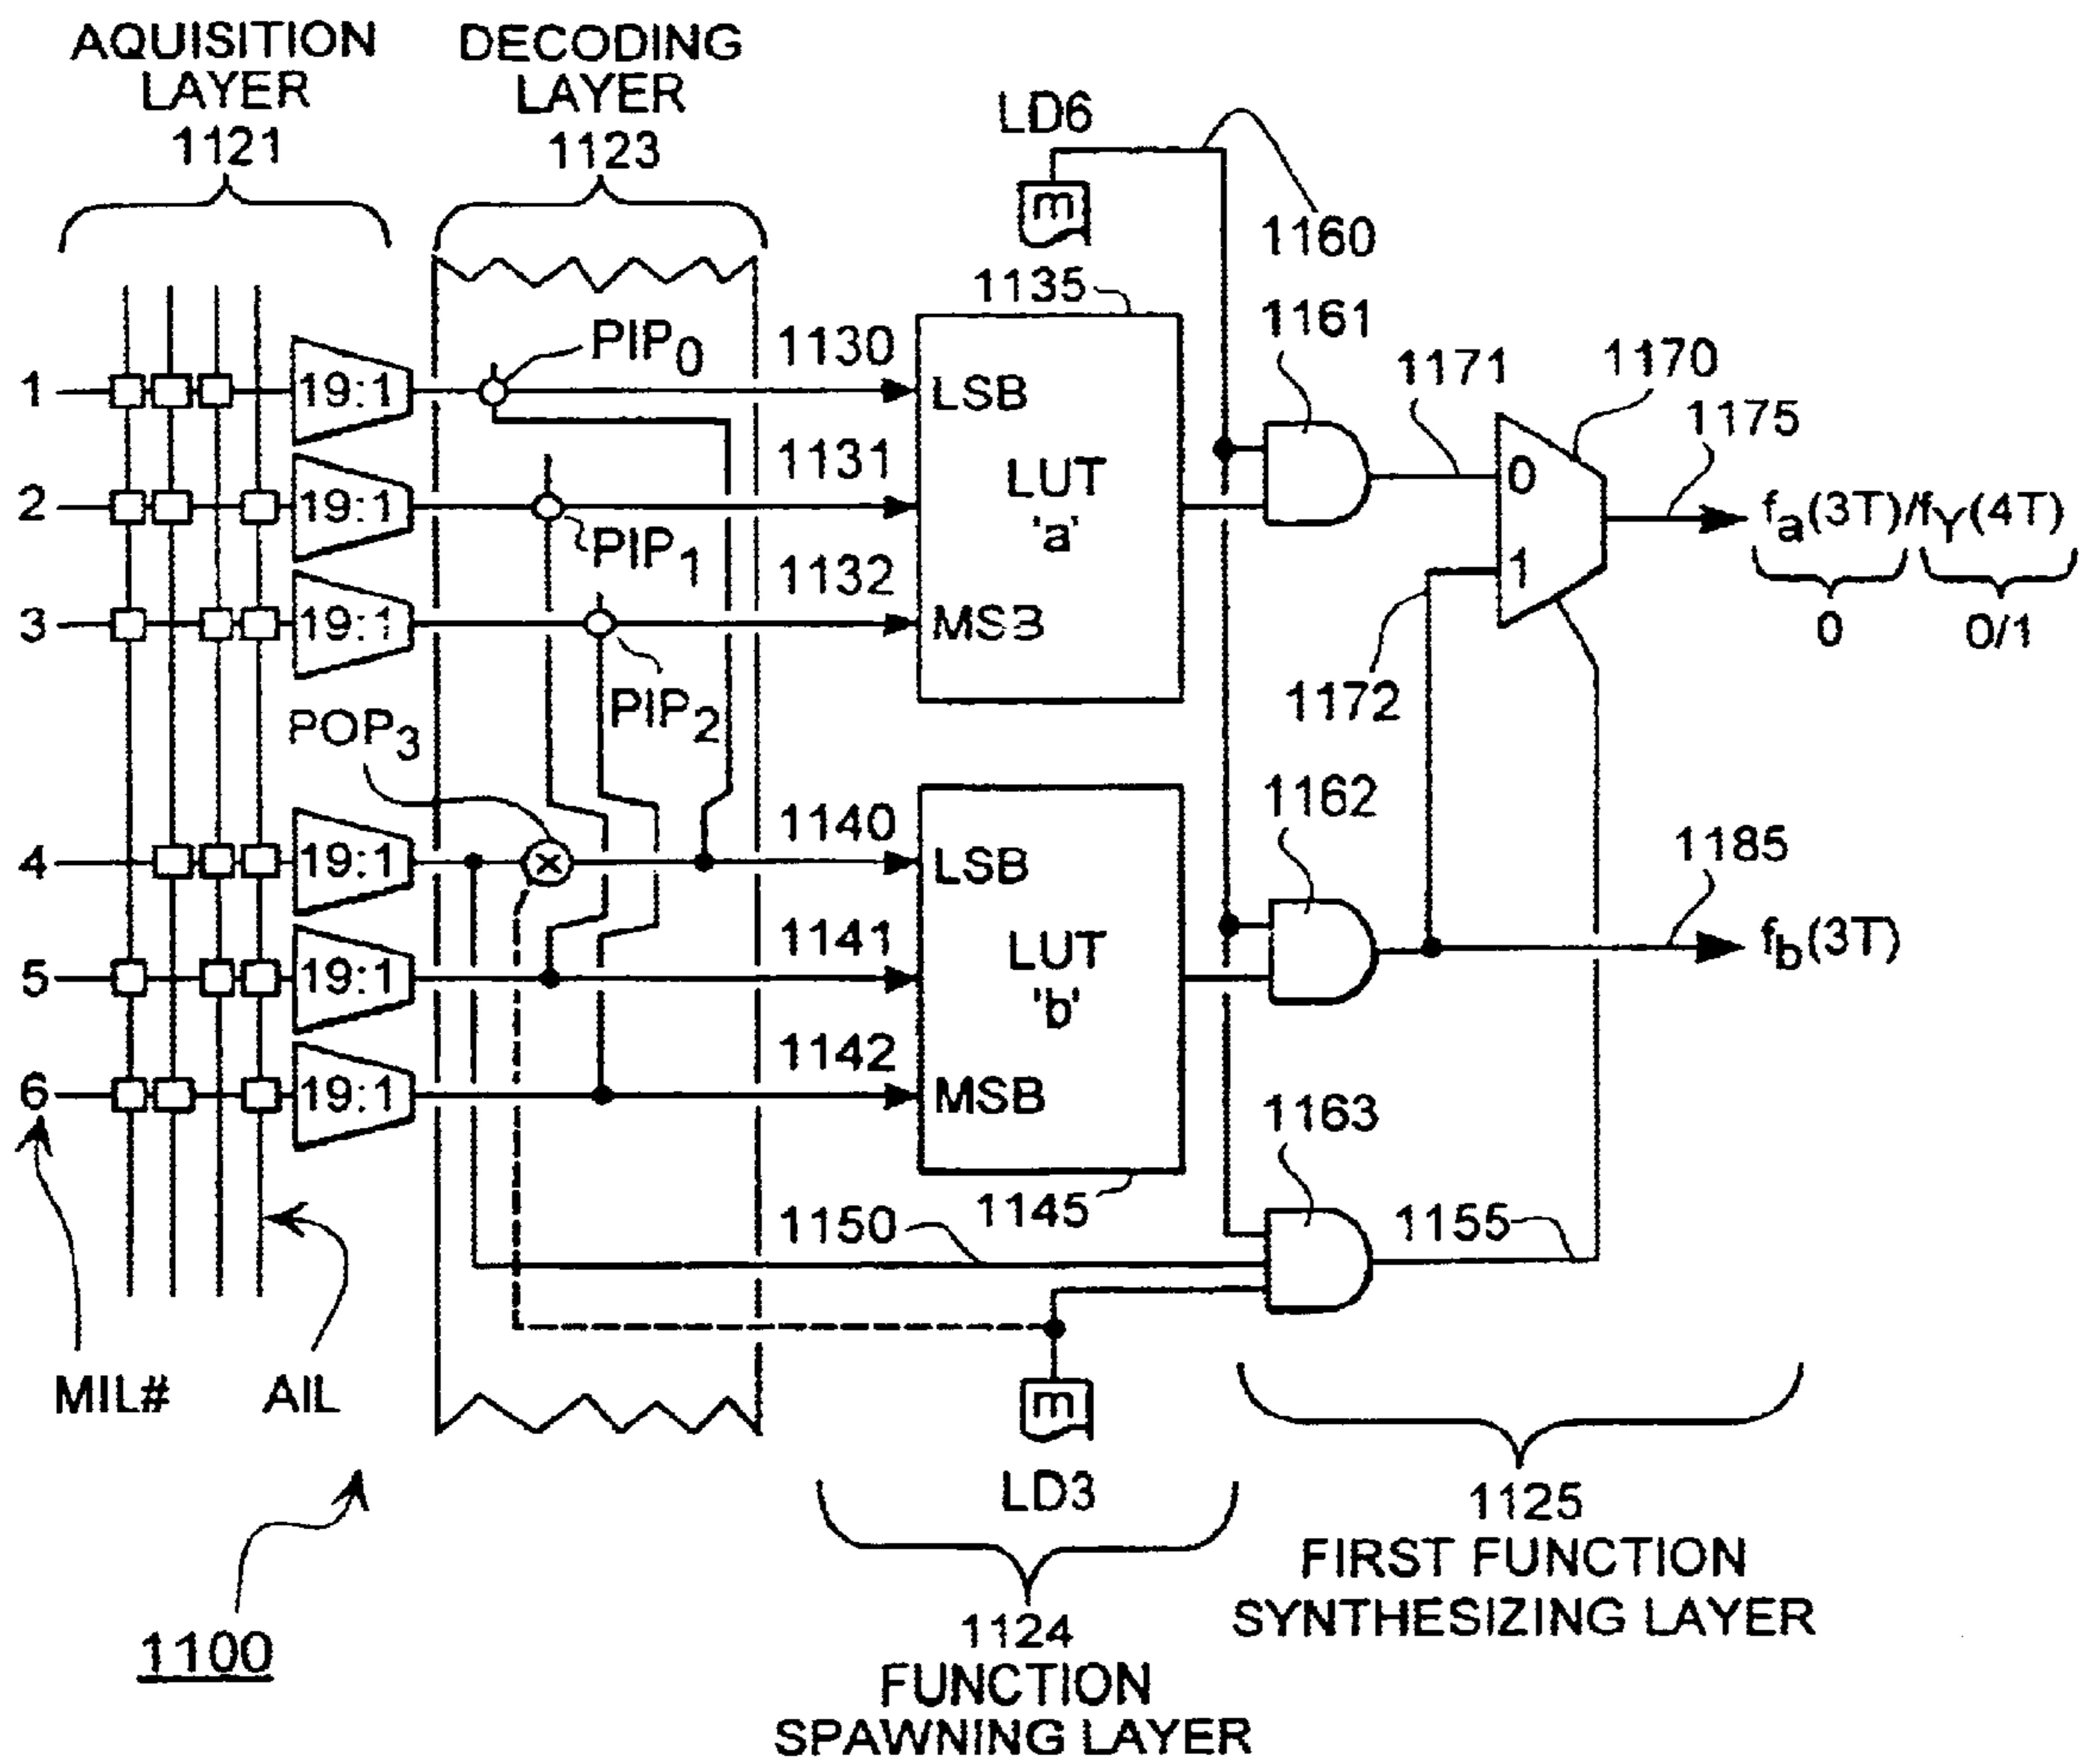 AQUISITION
LAYER
1121
DECODING
LAYER
1123
LD6
m
1160
1135
1161
1170
1171
1175
PIP0
1130
1
19:1
LSB
0
2
19:1
1131
LUT
'a'
fa(3T)/fY(4T)
PIP1
1
1132
3
19:1
MSB
0
0/1
PIP2
1172
POP3
1162
1140
1185
4
19:1
LSB
1141
fb(3T)
5
19:1
LUT
'b'
1142
6
19:1
MSB
1163
1145
1150
1155
MIL#
AIL
m
LD3
1125
FIRST FUNCTION
SYNTHESIZING LAYER
1124
FUNCTION
SPAWNING LAYER
1100